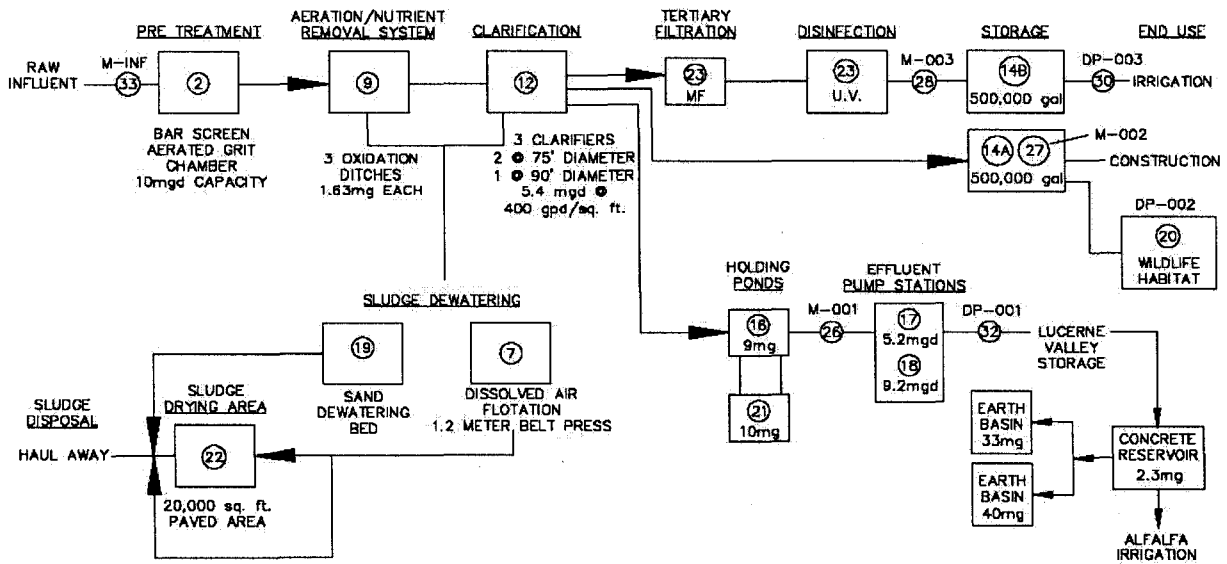 PRE TREATMENT
AERATION/NUTRIENT
REMOVAL SYSTEM
CLARIFICATION
TERTIARY
FILTRATION
DISINFECTION
STORAGE
END USE
RAW
INFLUENT
M-INF
33
2
9
12
23
MF
23
U.V.
M-003
28
14B
500,000 gal
DP-003
30
IRRIGATION
BAR SCREEN
AERATED GRIT
CHAMBER
10mgd CAPACITY
3 OXIDATION
DITCHES
1.63mg EACH
3 CLARIFIERS
2 @ 75' DIAMETER
1 @ 90' DIAMETER
5.4 mgd @
400 gpd/sq. ft.
14A
27
500,000 gal
M-002
CONSTRUCTION
DP-002
20
WILDLIFE
HABITAT
SLUDGE DEWATERING
HOLDING
PONDS
EFFLUENT
PUMP STATIONS
16
9mg
M-001
26
17
5.2mgd
18
9.2mgd
DP-001
32
LUCERNE
VALLEY
STORAGE
21
10mg
19
SAND
DEWATERING
BED
7
DISSOLVED AIR
FLOTATION
1.2 METER BELT PRESS
SLUDGE
DISPOSAL
SLUDGE
DRYING AREA
HAUL AWAY
22
20,000 sq. ft.
PAVED AREA
EARTH
BASIN
33mg
EARTH
BASIN
40mg
CONCRETE
RESERVOIR
2.3mg
ALFALFA
IRRIGATION